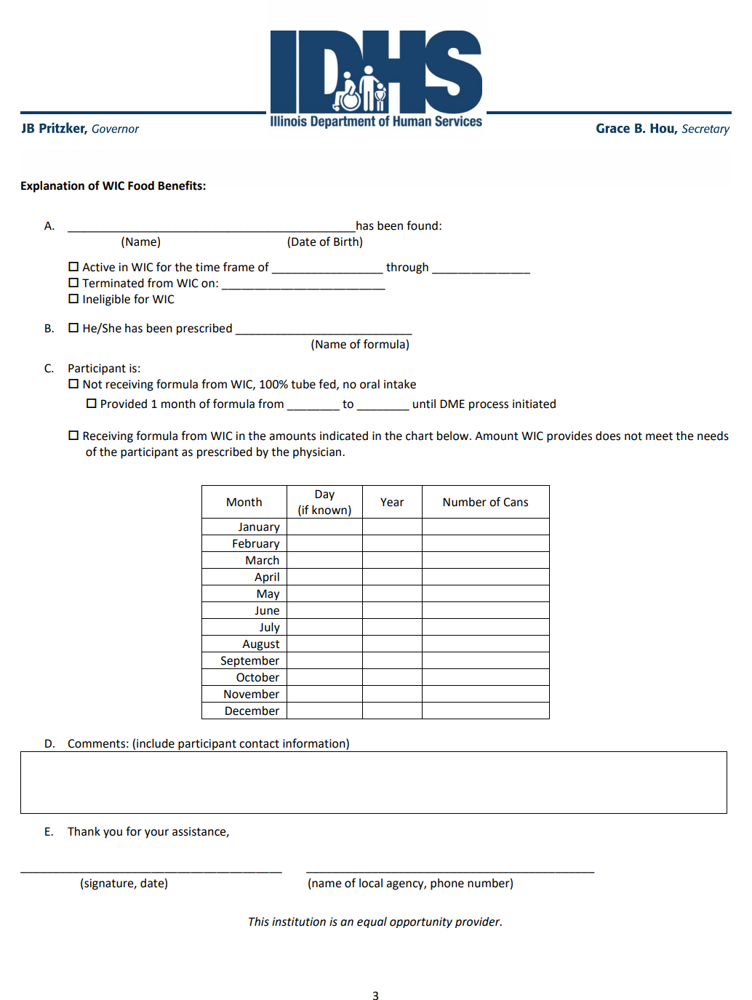 IDHS
Illinois Department of Human Services
JB Pritzker, Governor
Grace B. Hou, Secretary
Explanation of WIC Food Benefits:
A. ____________________________________________has been found:
(Name) (Date of Birth)
☐ Active in WIC for the time frame of _________________ through _______________
☐ Terminated from WIC on: _________________________
☐ Ineligible for WIC
B. ☐ He/She has been prescribed ___________________________
(Name of formula)
C. Participant is:
☐ Not receiving formula from WIC, 100% tube fed, no oral intake
☐ Provided 1 month of formula from ________ to ________ until DME process initiated
☐ Receiving formula from WIC in the amounts indicated in the chart below. Amount WIC provides does not meet the needs
of the participant as prescribed by the physician.
Month Day (if known) Year Number of Cans
January
February
March
April
May
June
July
August
September
October
November
December
D. Comments: (include participant contact information)
E. Thank you for your assistance,
________________________________________ ____________________________________________
(signature, date) (name of local agency, phone number)
This institution is an equal opportunity provider.
3